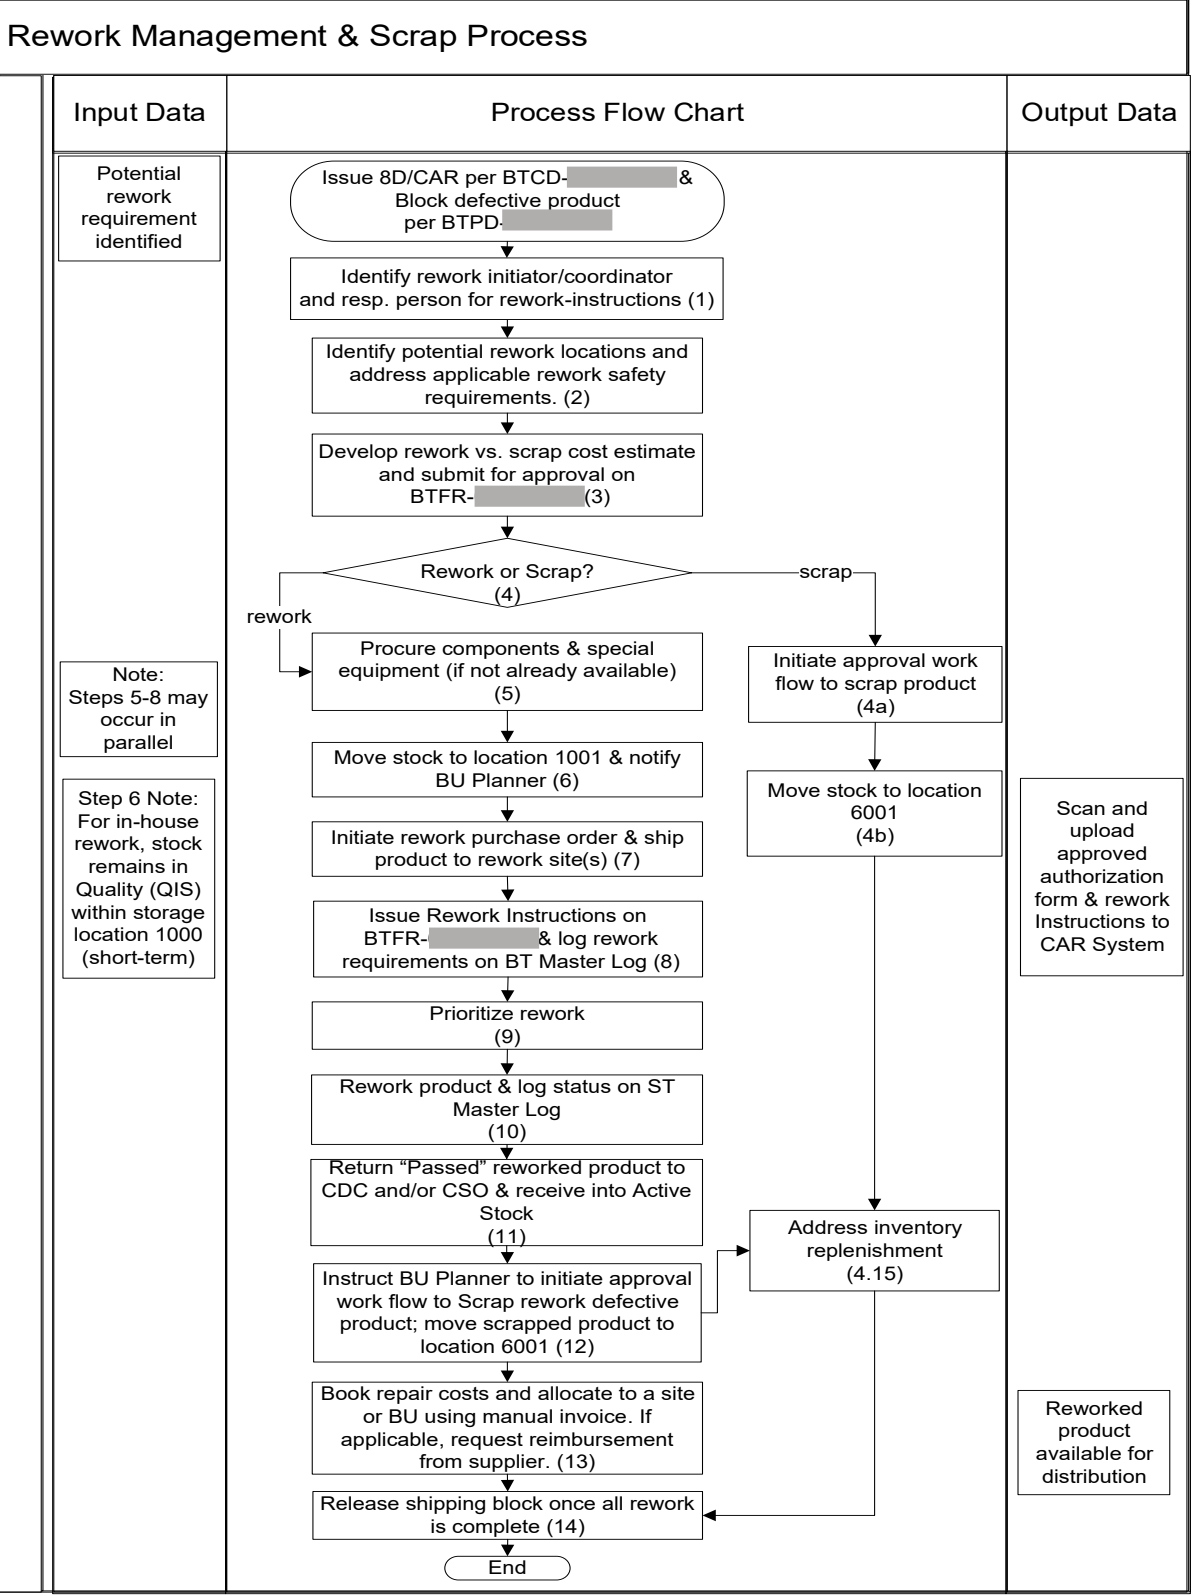 Rework Management & Scrap Process
Input Data
Process Flow Chart
Output Data
Potential
rework
requirement
identified
Issue 8D/CAR per BTCD- &
Block defective product
per BTPD-
Identify rework initiator/coordinator
and resp. person for rework-instructions (1)
Identify potential rework locations and
address applicable rework safety
requirements. (2)
Develop rework vs. scrap cost estimate
and submit for approval on
BTFR- (3)
Rework or Scrap?
(4)
scrap
rework
Procure components & special
equipment (if not already available)
(5)
Initiate approval work
flow to scrap product
(4a)
Note:
Steps 5-8 may
occur in
parallel
Move stock to location 1001 & notify
BU Planner (6)
Move stock to location
6001
(4b)
Step 6 Note:
For in-house
rework, stock
remains in
Quality (QIS)
within storage
location 1000
(short-term)
Initiate rework purchase order & ship
product to rework site(s) (7)
Scan and
upload
approved
authorization
form & rework
Instructions to
CAR System
Issue Rework Instructions on
BTFR- & log rework
requirements on BT Master Log (8)
Prioritize rework
(9)
Rework product & log status on ST
Master Log
(10)
Return “Passed” reworked product to
CDC and/or CSO & receive into Active
Stock
(11)
Address inventory
replenishment
(4.15)
Instruct BU Planner to initiate approval
work flow to Scrap rework defective
product; move scrapped product to
location 6001 (12)
Book repair costs and allocate to a site
or BU using manual invoice. If
applicable, request reimbursement
from supplier. (13)
Reworked
product
available for
distribution
Release shipping block once all rework
is complete (14)
End